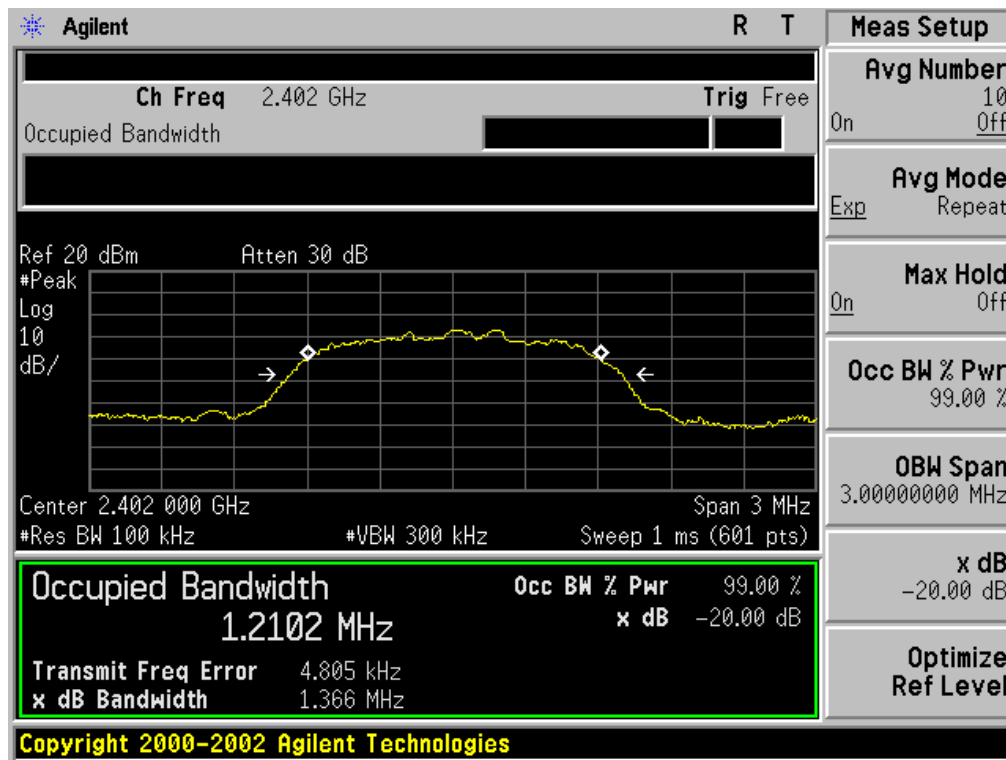 Agilent R T
Ch Freq 2.402 GHz Trig Free
Occupied Bandwidth
Ref 20 dBm Atten 30 dB
#Peak
Log
10
dB/
Center 2.402 000 GHz Span 3 MHz
#Res BW 100 kHz #VBW 300 kHz Sweep 1 ms (601 pts)
Occupied Bandwidth Occ BW % Pwr 99.00 %
1.2102 MHz x dB -20.00 dB
Transmit Freq Error 4.805 kHz
x dB Bandwidth 1.366 MHz
Copyright 2000-2002 Agilent Technologies
Meas Setup
Avg Number
10
On Off
Avg Mode
Exp Repeat
Max Hold
On Off
Occ BW % Pwr
99.00 %
OBW Span
3.00000000 MHz
x dB
-20.00 dB
Optimize
Ref Level